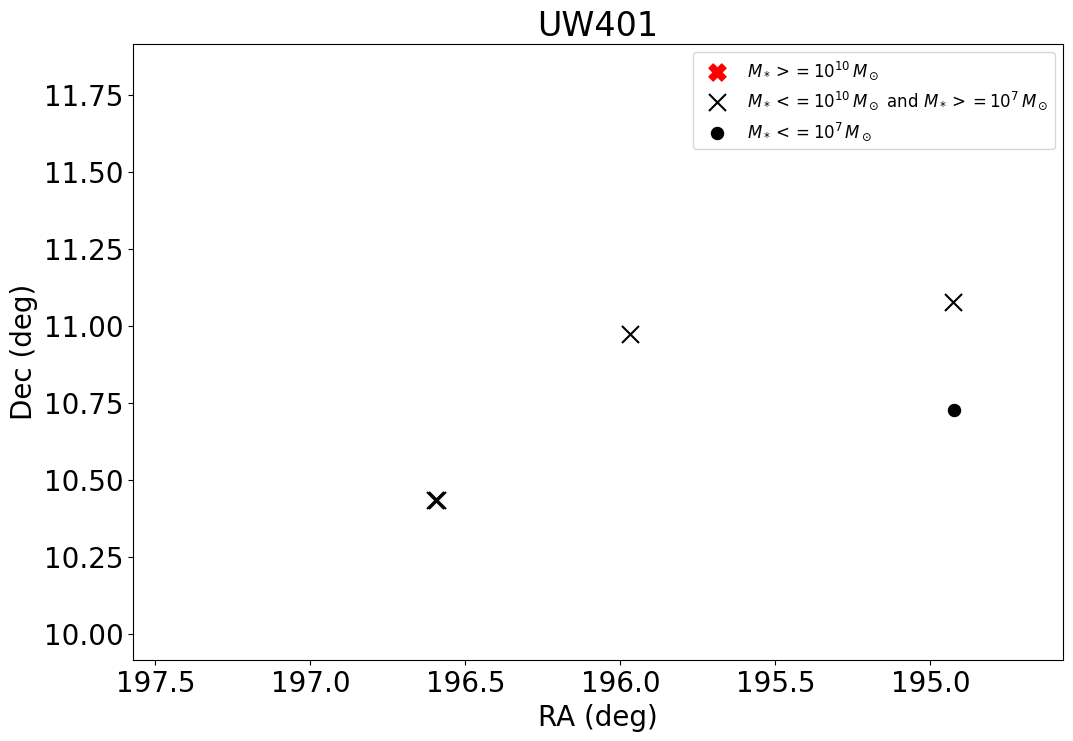 UW401
M* >= 10^10 M⊙
M* <= 10^10 M⊙ and M* >= 10^7 M⊙
M* <= 10^7 M⊙
11.75
11.50
11.25
11.00
10.75
10.50
10.25
10.00
Dec (deg)
197.5 197.0 196.5 196.0 195.5 195.0
RA (deg)